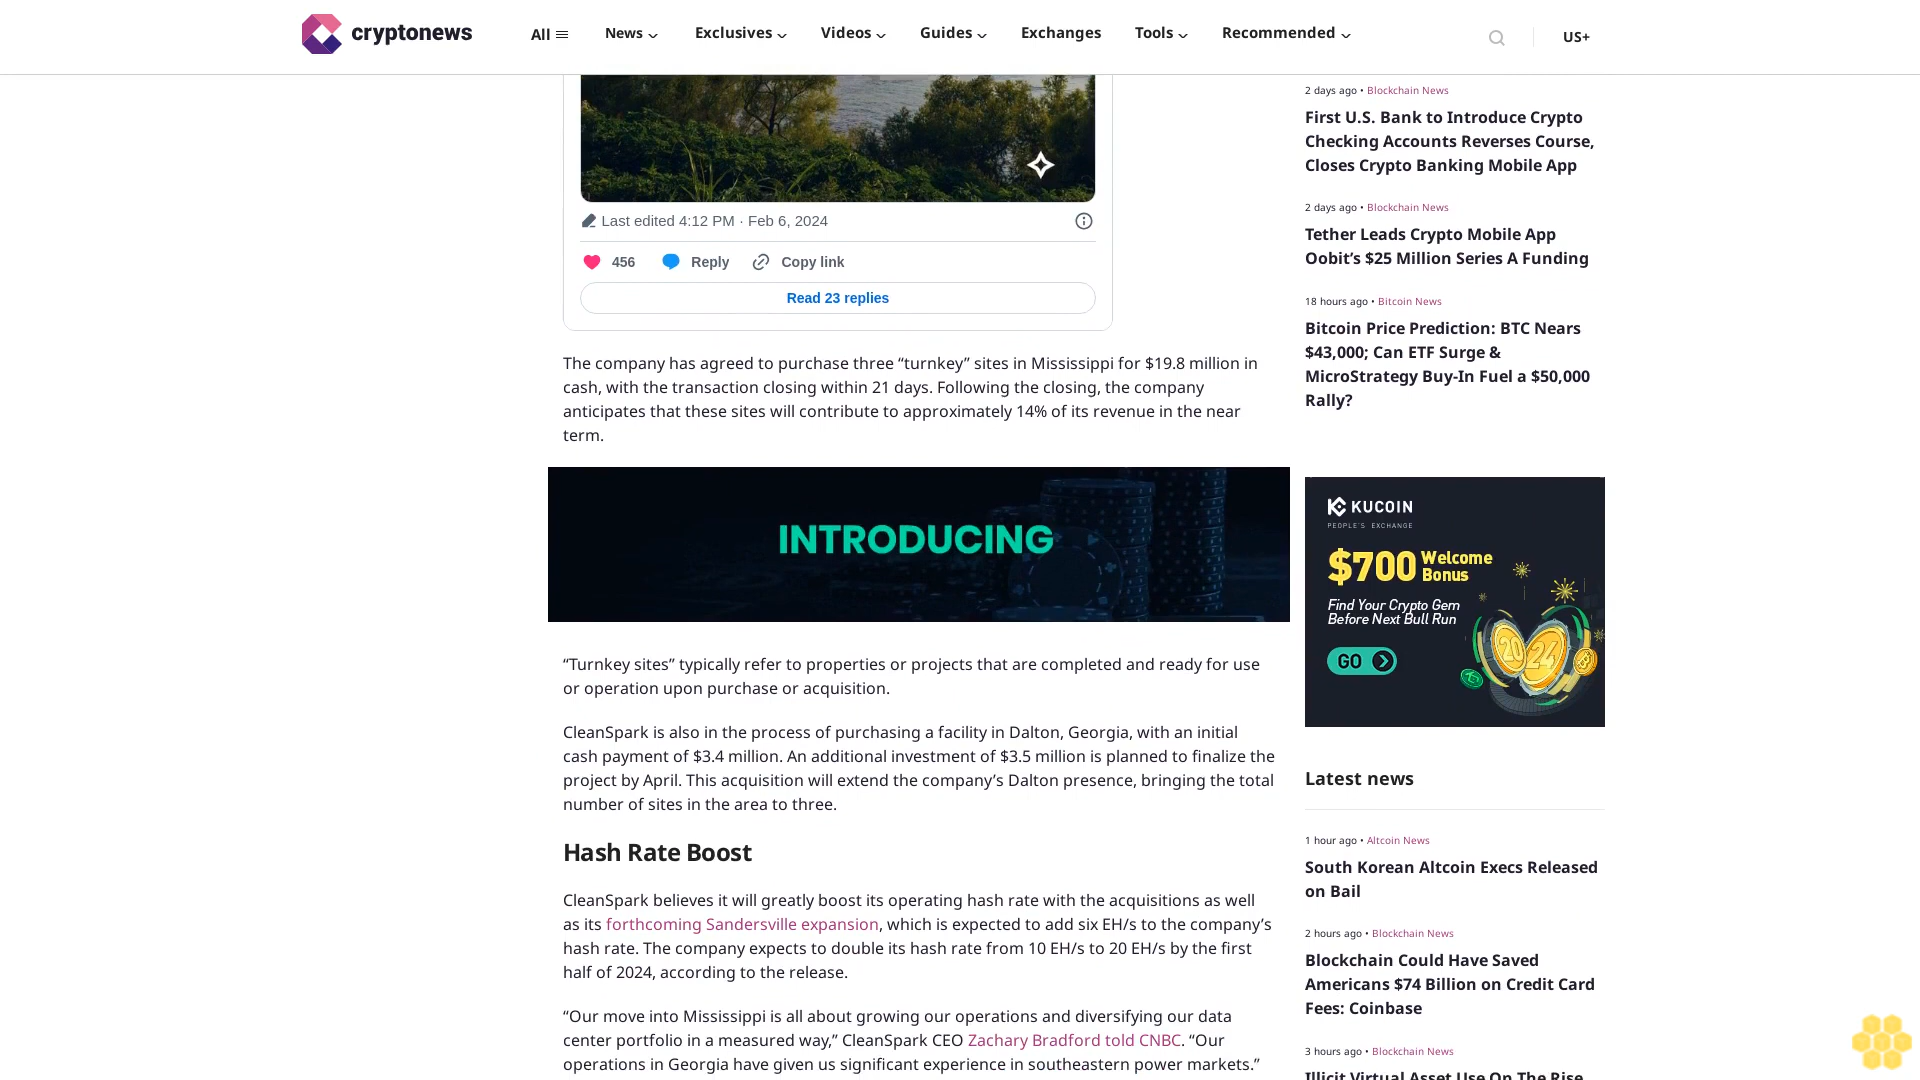 cryptonews
All
News
Exclusives
Videos
Guides
Exchanges
Tools
Recommended
US+
Last edited 4:12 PM · Feb 6, 2024
456
Reply
Copy link
Read 23 replies
The company has agreed to purchase three “turnkey” sites in Mississippi for $19.8 million in
cash, with the transaction closing within 21 days. Following the closing, the company
anticipates that these sites will contribute to approximately 14% of its revenue in the near
term.
INTRODUCING
“Turnkey sites” typically refer to properties or projects that are completed and ready for use
or operation upon purchase or acquisition.
CleanSpark is also in the process of purchasing a facility in Dalton, Georgia, with an initial
cash payment of $3.4 million. An additional investment of $3.5 million is planned to finalize the
project by April. This acquisition will extend the company’s Dalton presence, bringing the total
number of sites in the area to three.
Hash Rate Boost
CleanSpark believes it will greatly boost its operating hash rate with the acquisitions as well
as its forthcoming Sandersville expansion, which is expected to add six EH/s to the company’s
hash rate. The company expects to double its hash rate from 10 EH/s to 20 EH/s by the first
half of 2024, according to the release.
“Our move into Mississippi is all about growing our operations and diversifying our data
center portfolio in a measured way,” CleanSpark CEO Zachary Bradford told CNBC. “Our
operations in Georgia have given us significant experience in southeastern power markets.”
2 days ago • Blockchain News
First U.S. Bank to Introduce Crypto
Checking Accounts Reverses Course,
Closes Crypto Banking Mobile App
2 days ago • Blockchain News
Tether Leads Crypto Mobile App
Oobit’s $25 Million Series A Funding
18 hours ago • Bitcoin News
Bitcoin Price Prediction: BTC Nears
$43,000; Can ETF Surge &
MicroStrategy Buy-In Fuel a $50,000
Rally?
KUCOIN
PEOPLE'S EXCHANGE
$700 Welcome
Bonus
Find Your Crypto Gem
Before Next Bull Run
GO
20 24
Latest news
1 hour ago • Altcoin News
South Korean Altcoin Execs Released
on Bail
2 hours ago • Blockchain News
Blockchain Could Have Saved
Americans $74 Billion on Credit Card
Fees: Coinbase
3 hours ago • Blockchain News
Illicit Virtual Asset Use On The Rise